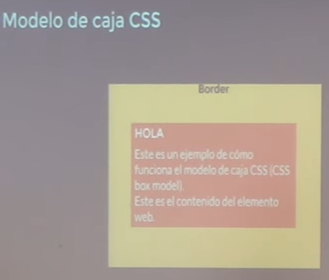 Modelo de caja CSS
Border
HOLA
Este es un ejemplo de cómo
funciona el modelo de caja CSS (CSS
box model).
Este es el contenido del elemento
web.